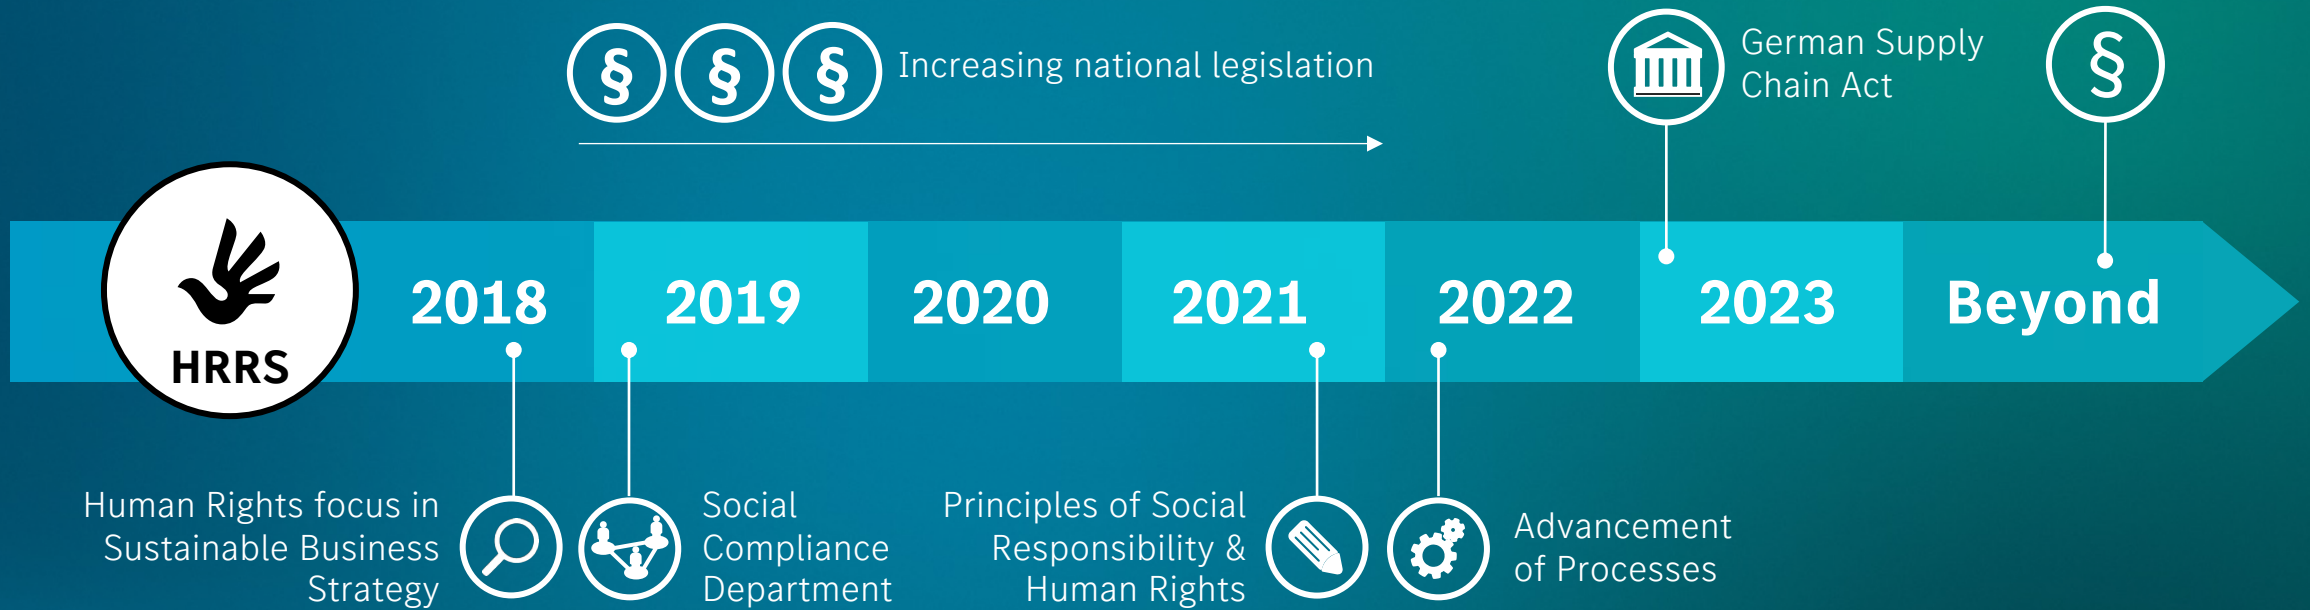 § § § Increasing national legislation
German Supply
Chain Act
§
HRRS
2018 2019 2020 2021 2022 2023 Beyond
Human Rights focus in
Sustainable Business
Strategy
Social
Compliance
Department
Principles of Social
Responsibility &
Human Rights
Advancement
of Processes